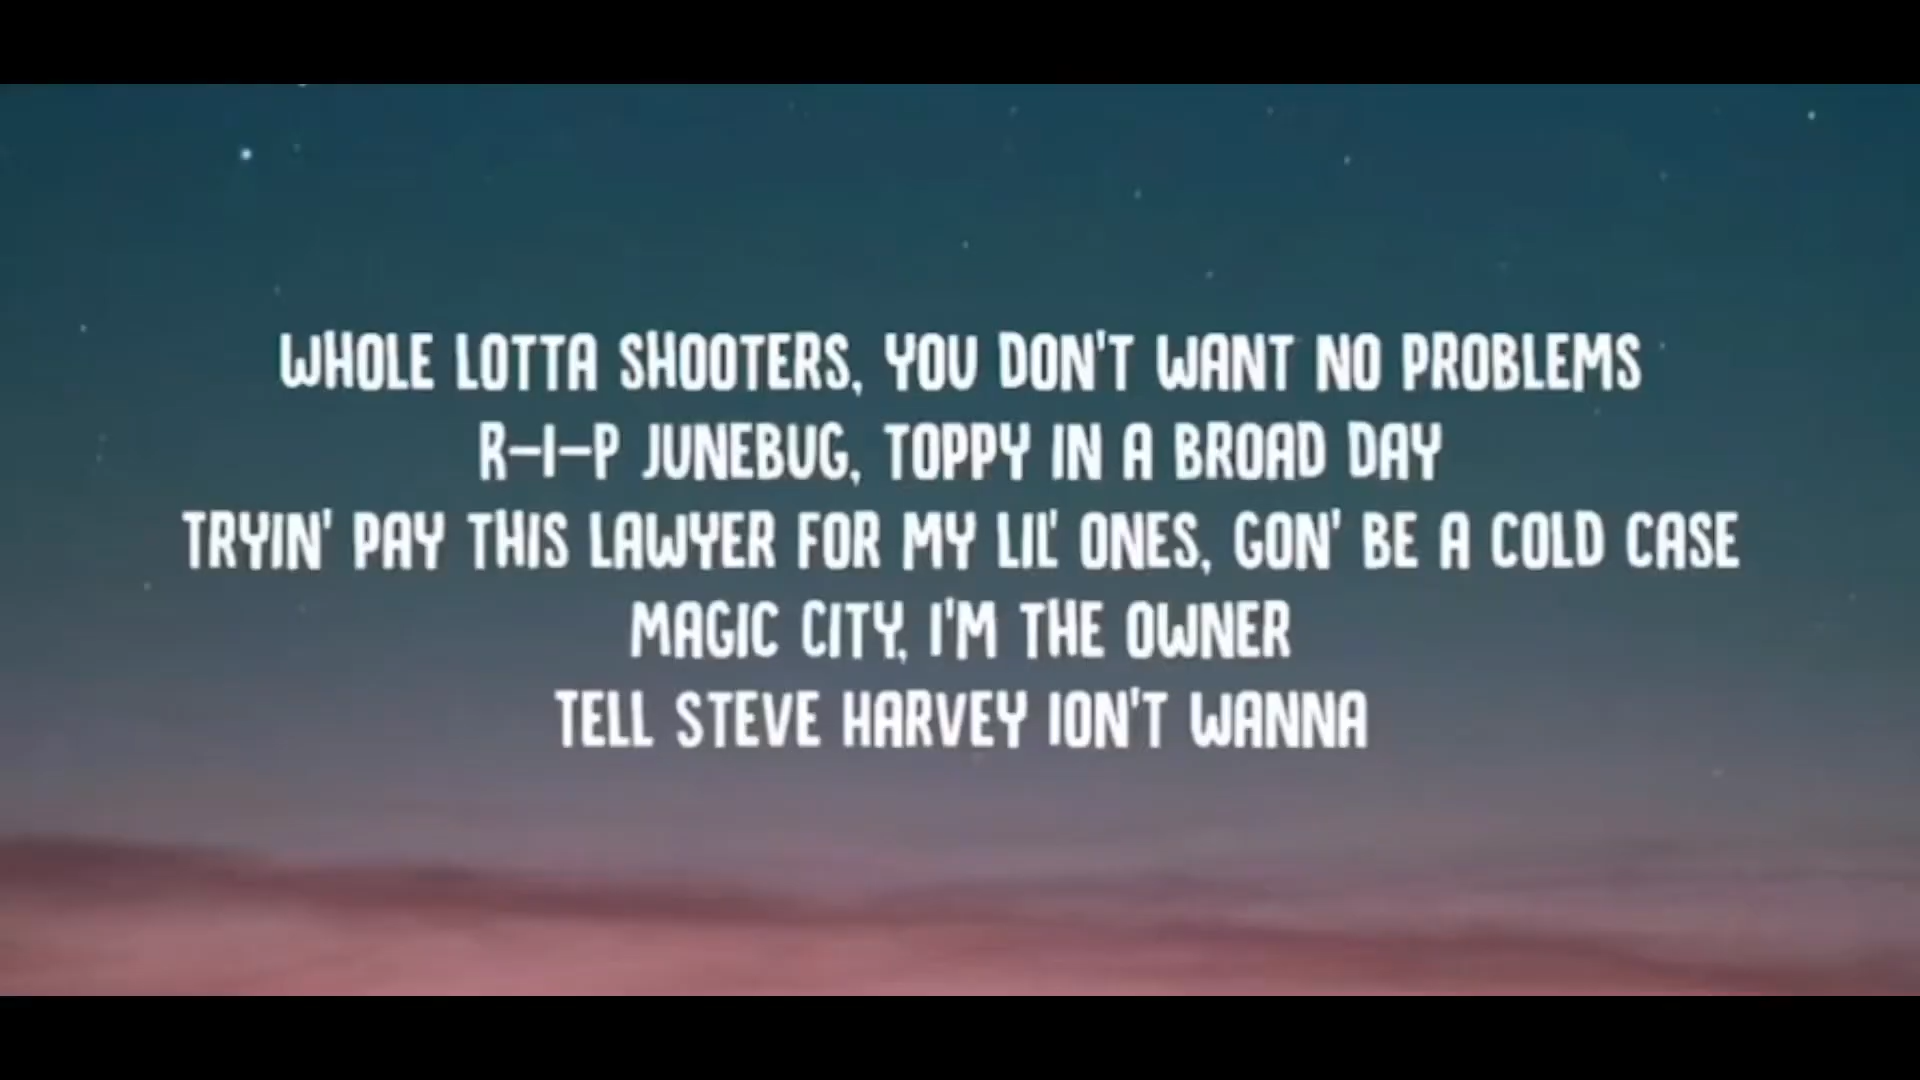 WHOLE LOTTA SHOOTERS, YOU DON'T WANT NO PROBLEMS
R-I-P JUNEBUG, TOPPY IN A BROAD DAY
TRYIN' PAY THIS LAWYER FOR MY LIL' ONES, GON' BE A COLD CASE
MAGIC CITY, I'M THE OWNER
TELL STEVE HARVEY ION'T WANNA